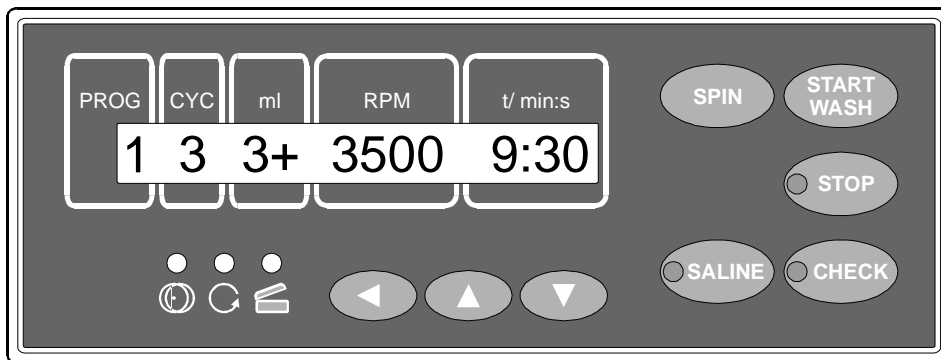 PROG CYC ml RPM t/ min:s
1 3 3+ 3500 9:30
SPIN
START
WASH
STOP
SALINE
CHECK